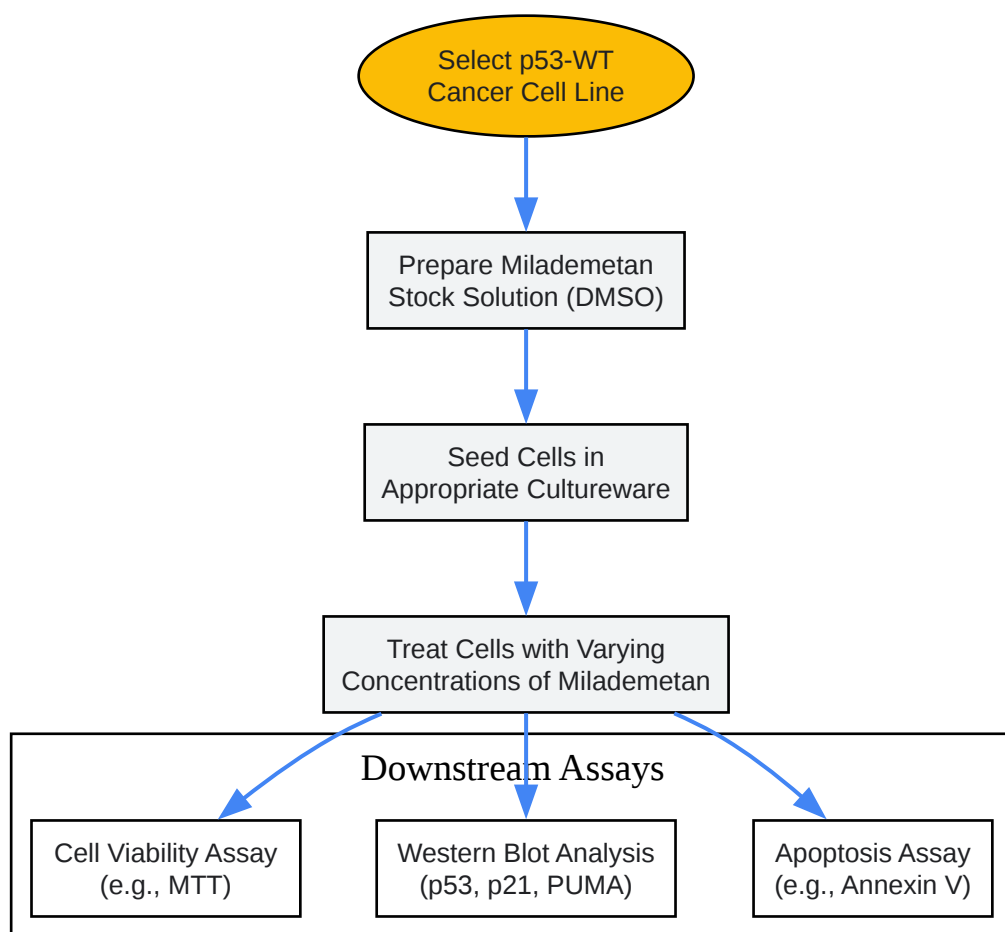 Select p53-WT
Cancer Cell Line
Prepare Milademetan
Stock Solution (DMSO)
Seed Cells in
Appropriate Cultureware
Treat Cells with Varying
Concentrations of Milademetan
Downstream Assays
Cell Viability Assay
(e.g., MTT)
Western Blot Analysis
(p53, p21, PUMA)
Apoptosis Assay
(e.g., Annexin V)